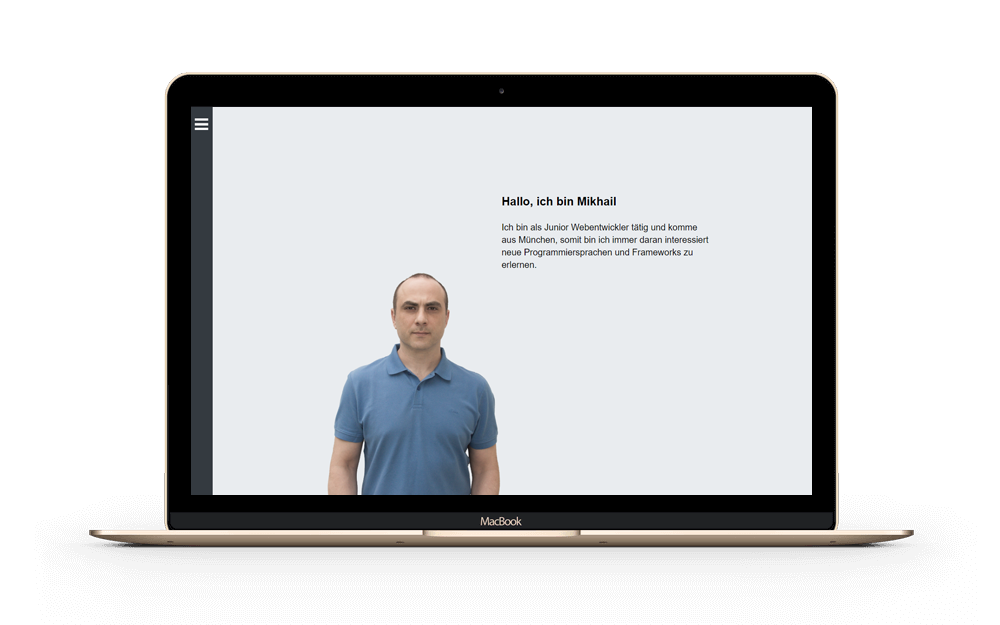 Hallo, ich bin Mikhail
Ich bin als Junior Webentwickler tätig und komme
aus München, somit bin ich immer daran interessiert
neue Programmiersprachen und Frameworks zu
erlernen.
MacBook